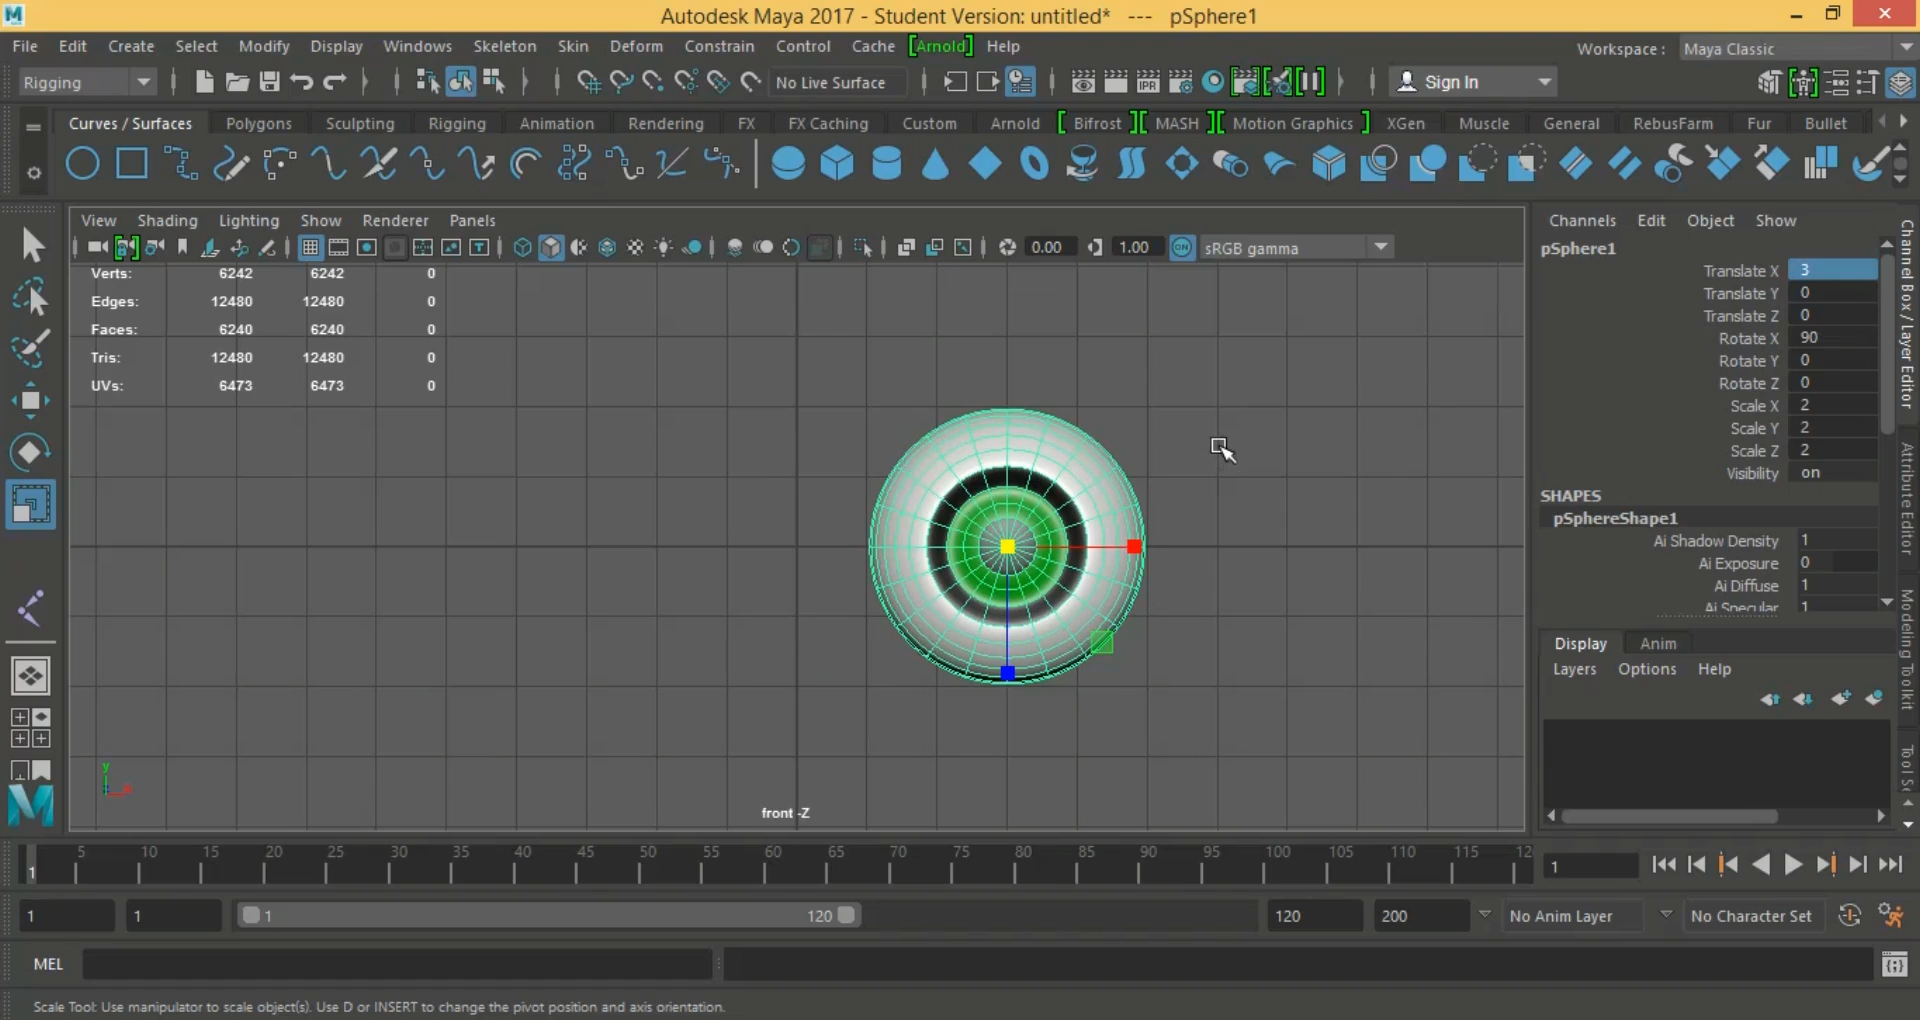 Autodesk Maya 2017 - Student Version: untitled* --- pSphere1
File Edit Create Select Modify Display Windows Skeleton Skin Deform Constrain Control Cache [Arnold] Help
Workspace : Maya Classic
Rigging No Live Surface IPR Sign In
Curves / Surfaces Polygons Sculpting Rigging Animation Rendering FX FX Caching Custom Arnold [ Bifrost ][ MASH ][ Motion Graphics ] XGen Muscle General RebusFarm Fur Bullet
View Shading Lighting Show Renderer Panels
0.00 1.00 ON sRGB gamma
Verts: 6242 6242 0
Edges: 12480 12480 0
Faces: 6240 6240 0
Tris: 12480 12480 0
UVs: 6473 6473 0
y
front -Z
Channels Edit Object Show
pSphere1
Translate X 3
Translate Y 0
Translate Z 0
Rotate X 90
Rotate Y 0
Rotate Z 0
Scale X 2
Scale Y 2
Scale Z 2
Visibility on
SHAPES
pSphereShape1
Ai Shadow Density 1
Ai Exposure 0
Ai Diffuse 1
Ai Specular 1
Display Anim
Layers Options Help
Channel Box / Layer Editor
Attribute Editor
Modeling Toolkit
Tool S
5 10 15 20 25 30 35 40 45 50 55 60 65 70 75 80 85 90 95 100 105 110 115 12
1 1
1 1 1 120 120 200 No Anim Layer No Character Set
MEL
Scale Tool: Use manipulator to scale object(s). Use D or INSERT to change the pivot position and axis orientation.